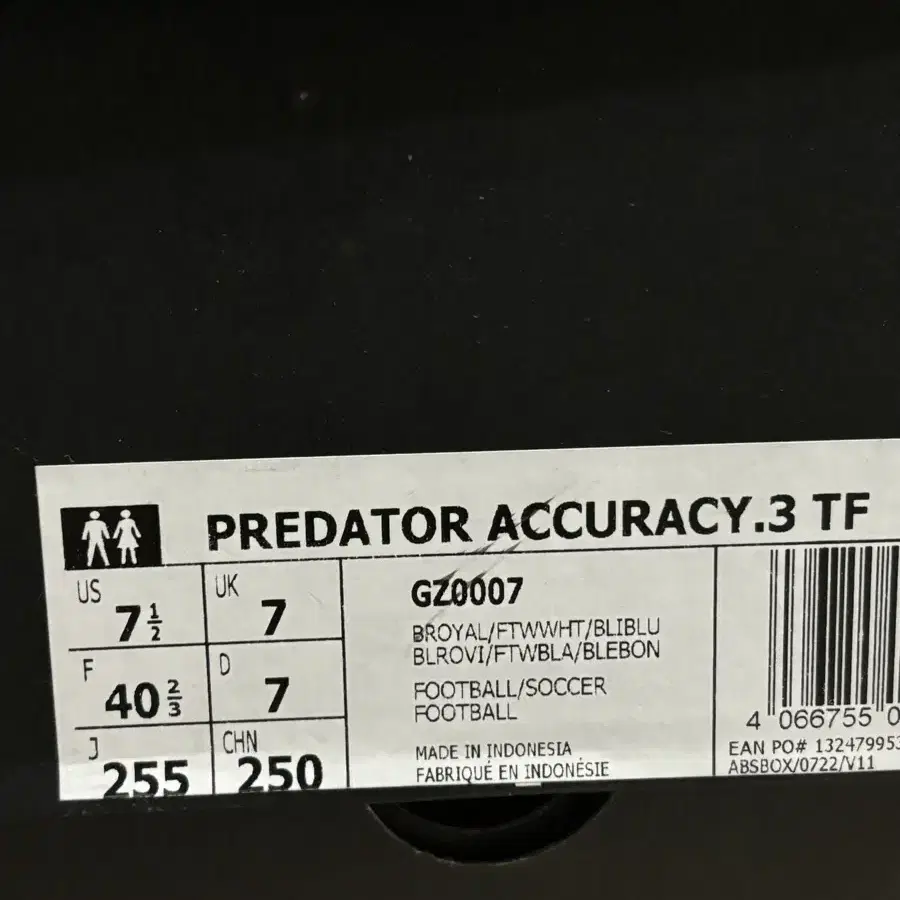 PREDATOR ACCURACY.3 TF
US 7 1/2
UK 7
F 40 2/3
D 7
J 255
CHN 250
GZ0007
BROYAL/FTWWHT/BLIBLU
BLROVI/FTWBLA/BLEBON
FOOTBALL/SOCCER
FOOTBALL
MADE IN INDONESIA
FABRIQUÉ EN INDONÉSIE
4 066755 0
EAN PO# 132479953
ABSBOX/0722/V11